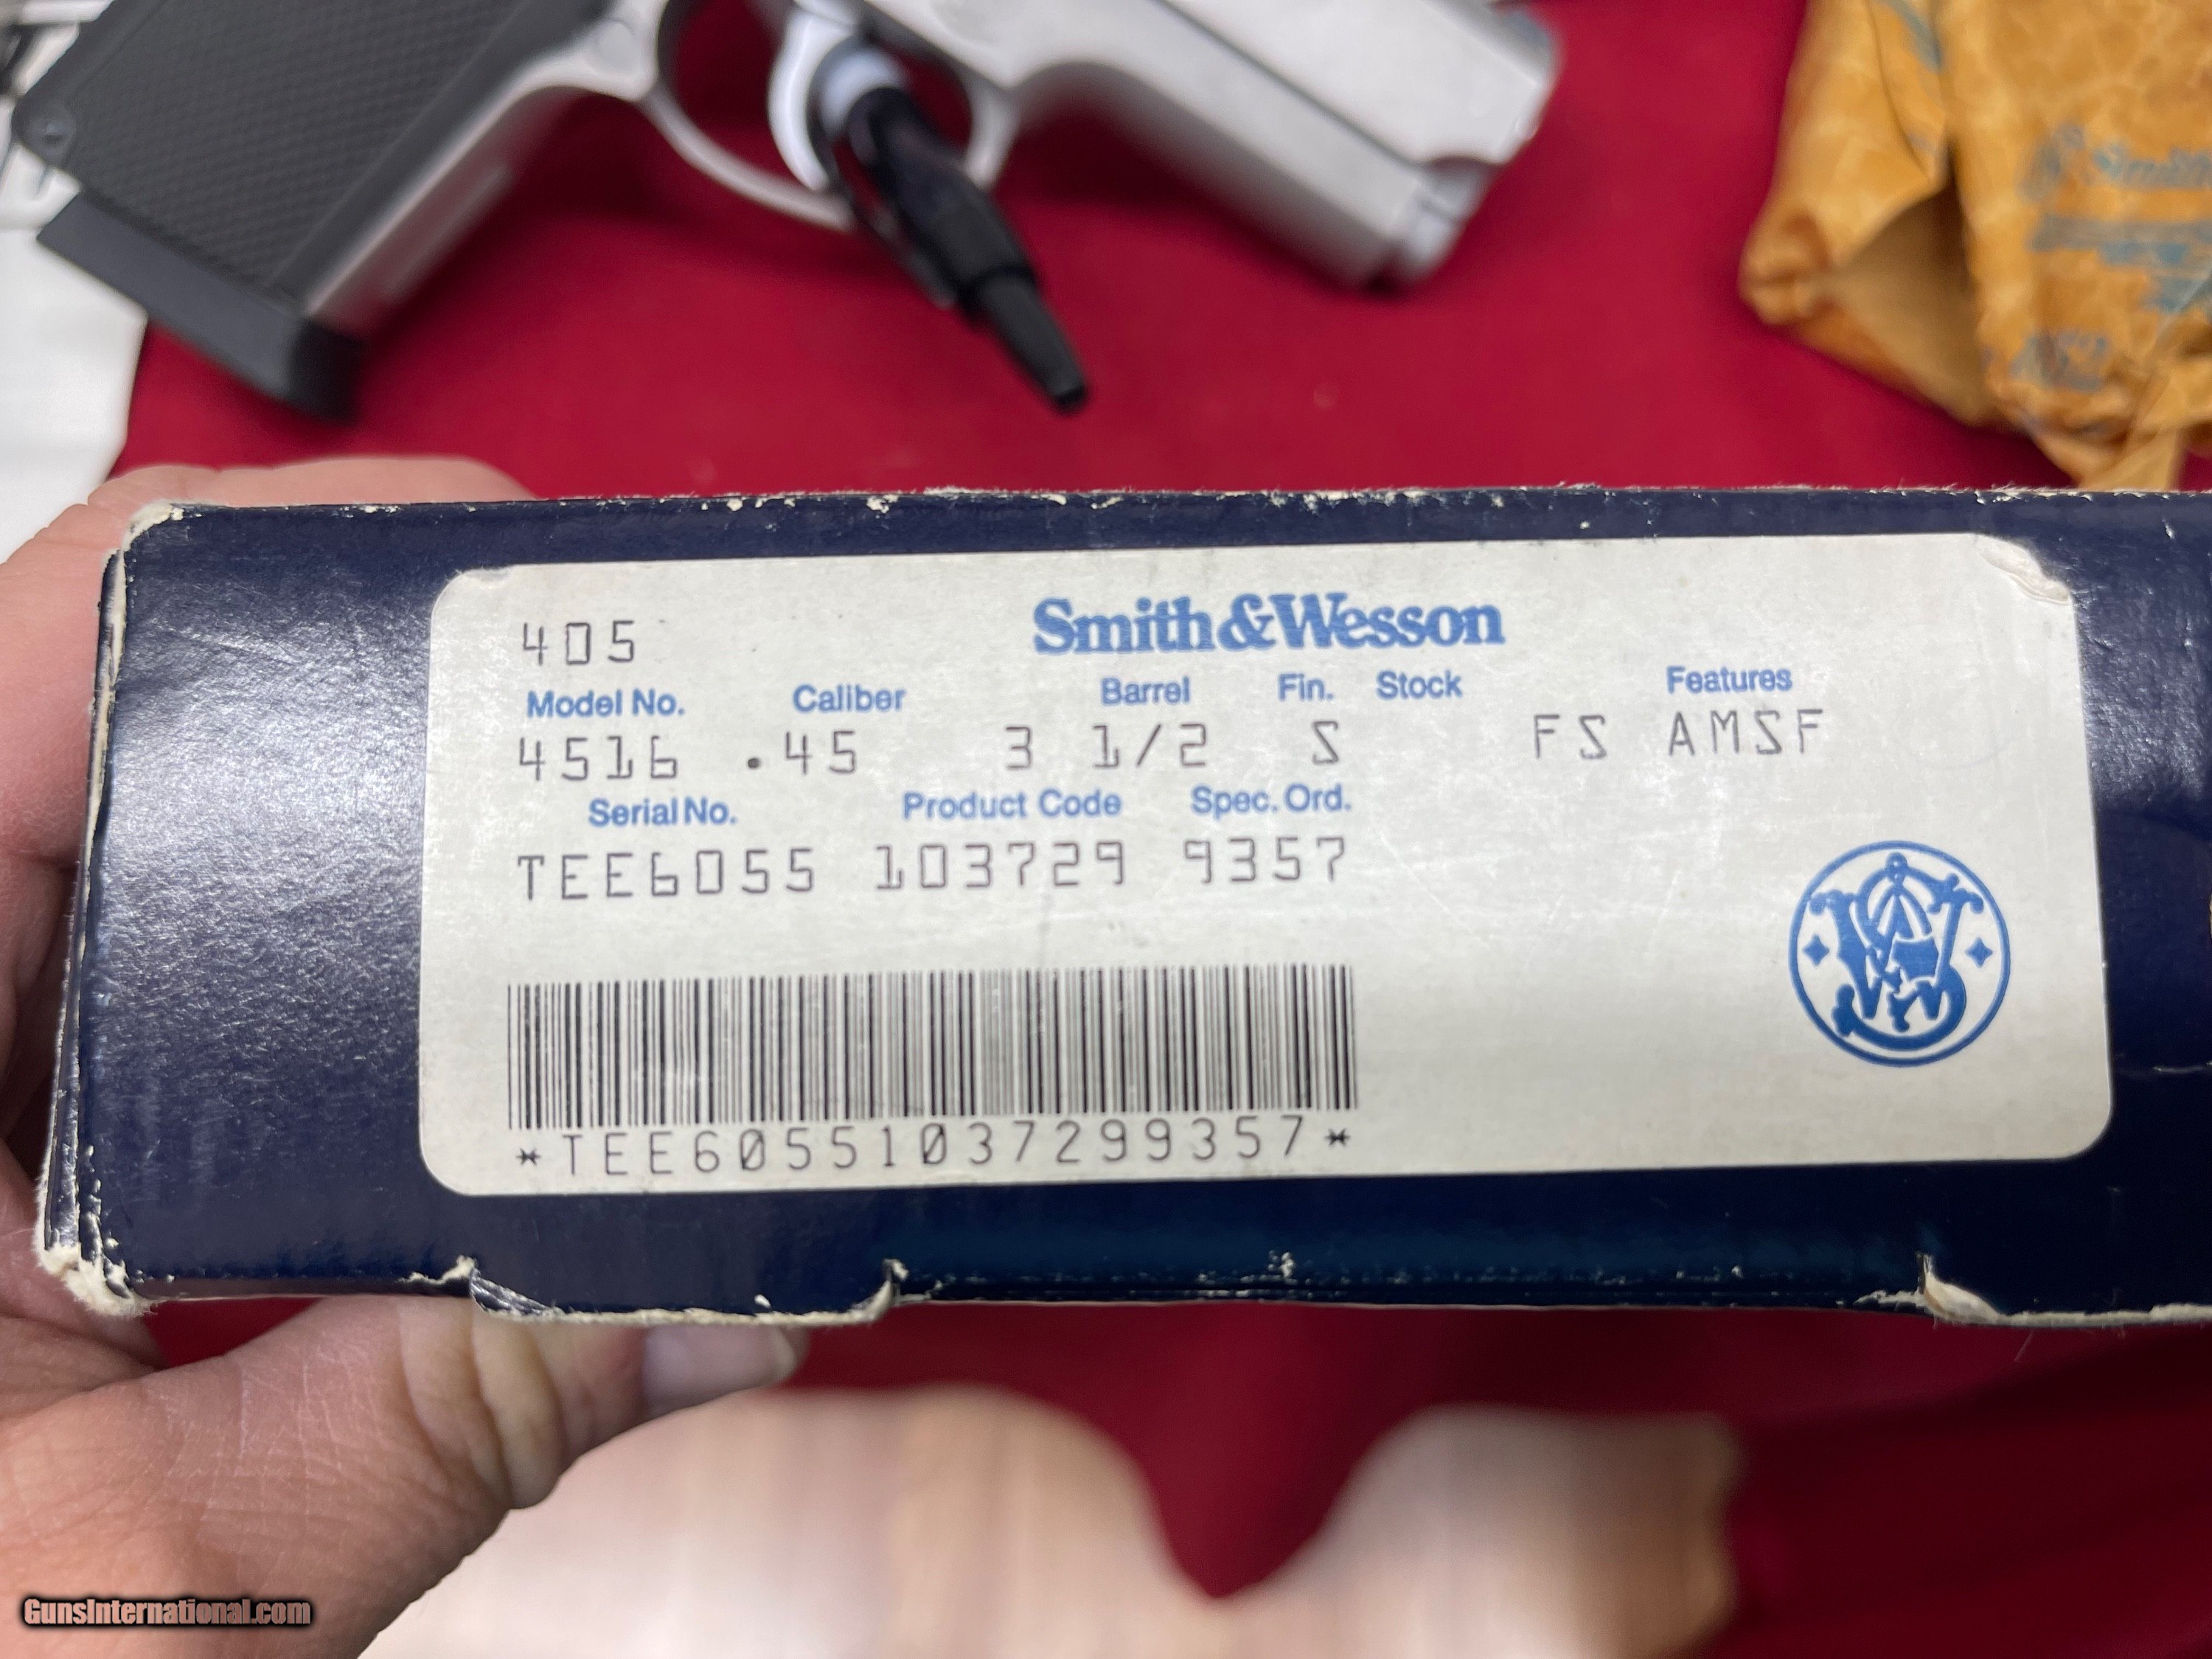 Smith
405
Smith&Wesson
Model No. Caliber Barrel Fin. Stock Features
4516 .45 3 1/2 S FS AMSF
Serial No. Product Code Spec. Ord.
TEE6055 103729 9357
*TEE60551037299357*
GunsInternational.com